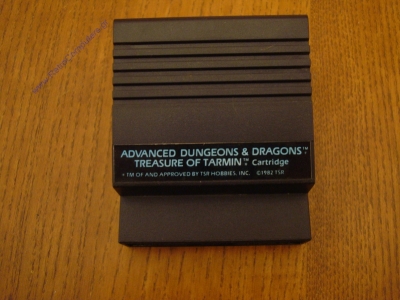 ADVANCED DUNGEONS & DRAGONS™*
TREASURE OF TARMIN™ Cartridge
* TM OF AND APPROVED BY TSR HOBBIES, INC. ©1982 TSR